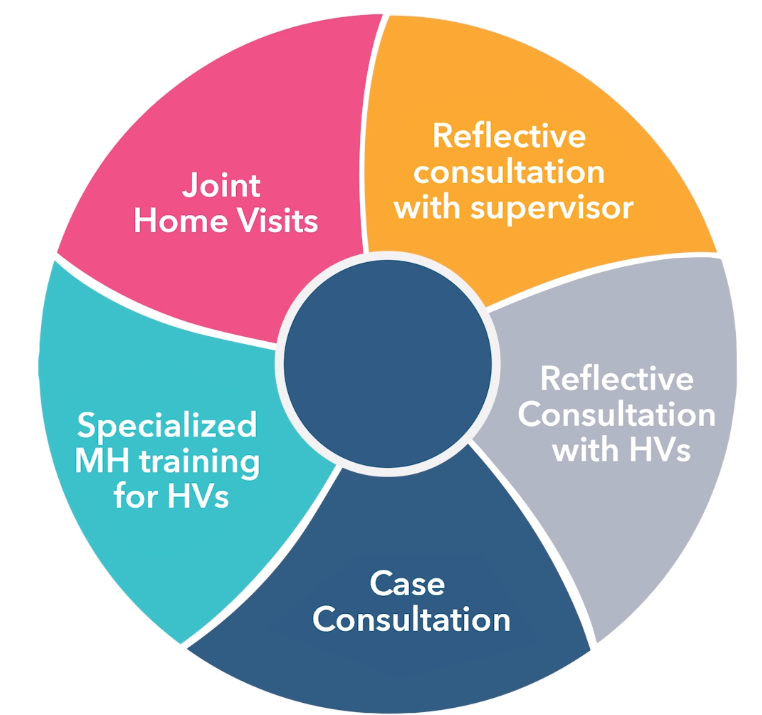 Reflective
consultation
with supervisor
Reflective
Consultation
with HVs
Case
Consultation
Specialized
MH training
for HVs
Joint
Home Visits